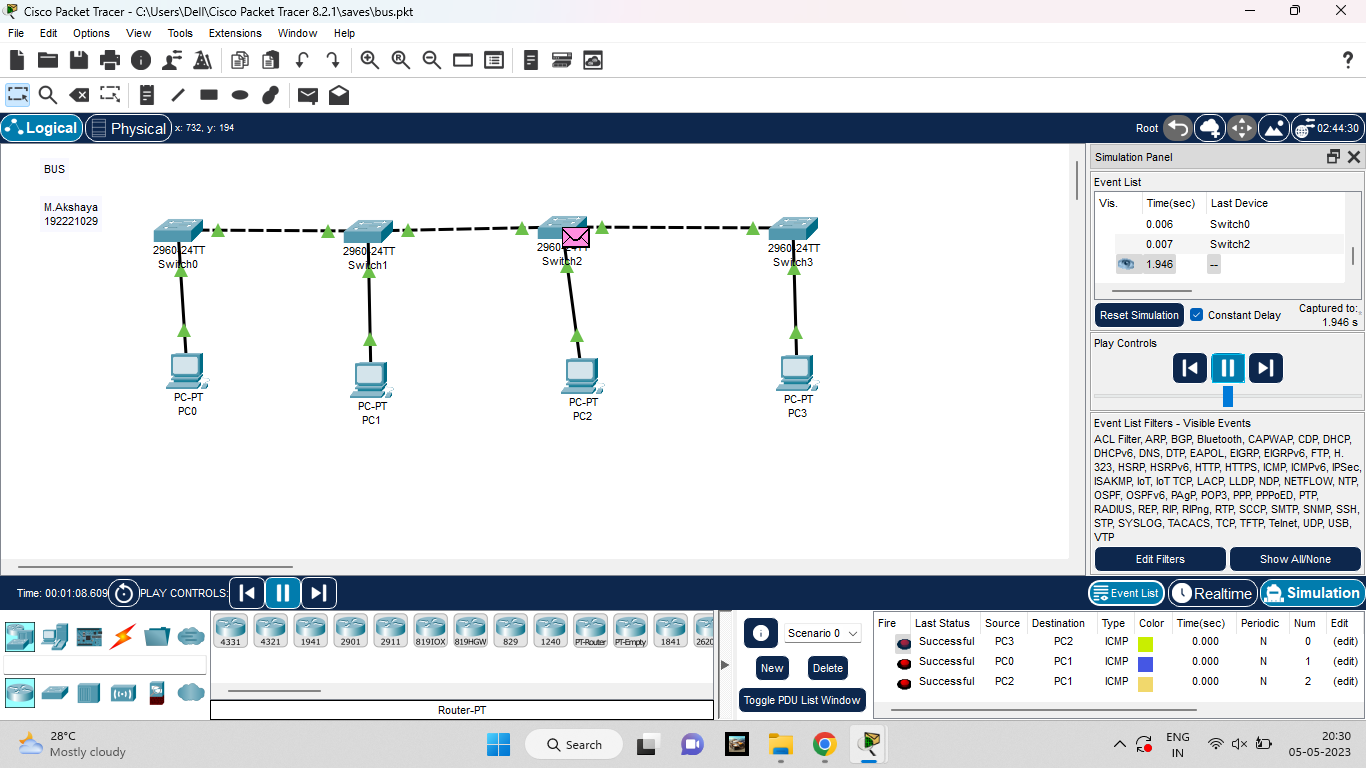 Cisco Packet Tracer - C:\Users\Dell\Cisco Packet Tracer 8.2.1\saves\bus.pkt
File Edit Options View Tools Extensions Window Help
?
Logical Physical x: 732, y: 194 Root 02:44:30
BUS
M.Akshaya
192221029
2960-24TT
Switch0
2960-24TT
Switch1
2960-24TT
Switch2
2960-24TT
Switch3
PC-PT
PC0
PC-PT
PC1
PC-PT
PC2
PC-PT
PC3
Simulation Panel
Event List
Vis. Time(sec) Last Device
0.006 Switch0
0.007 Switch2
1.946 --
Reset Simulation Constant Delay Captured to:
1.946 s
Play Controls
Event List Filters - Visible Events
ACL Filter, ARP, BGP, Bluetooth, CAPWAP, CDP, DHCP,
DHCPv6, DNS, DTP, EAPOL, EIGRP, EIGRPv6, FTP, H.
323, HSRP, HSRPv6, HTTP, HTTPS, ICMP, ICMPv6, IPSec,
ISAKMP, IoT, IoT TCP, LACP, LLDP, NDP, NETFLOW, NTP,
OSPF, OSPFv6, PAgP, POP3, PPP, PPPoED, PTP,
RADIUS, REP, RIP, RIPng, RTP, SCCP, SMTP, SNMP, SSH,
STP, SYSLOG, TACACS, TCP, TFTP, Telnet, UDP, USB,
VTP
Edit Filters Show All/None
Time: 00:01:08.609 PLAY CONTROLS: Event List Realtime Simulation
4331 4321 1941 2901 2911 819IOX 819HGW 829 1240 PT-Router PT-Empty 1841 2620
Router-PT
Scenario 0
New Delete
Toggle PDU List Window
Fire Last Status Source Destination Type Color Time(sec) Periodic Num Edit
Successful PC3 PC2 ICMP 0.000 N 0 (edit)
Successful PC0 PC1 ICMP 0.000 N 1 (edit)
Successful PC2 PC1 ICMP 0.000 N 2 (edit)
28°C
Mostly cloudy
Search
ENG
IN
20:30
05-05-2023